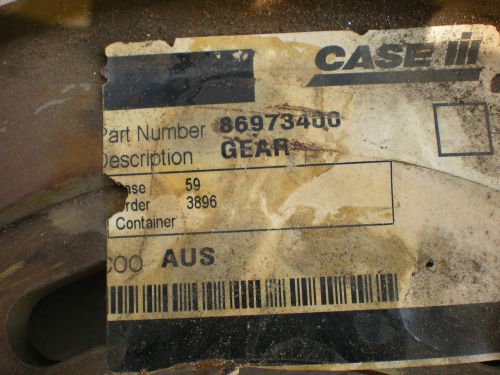 CASE IH
Part Number 86973400
Description GEAR
ase 59
rder 3896
Container
COO AUS